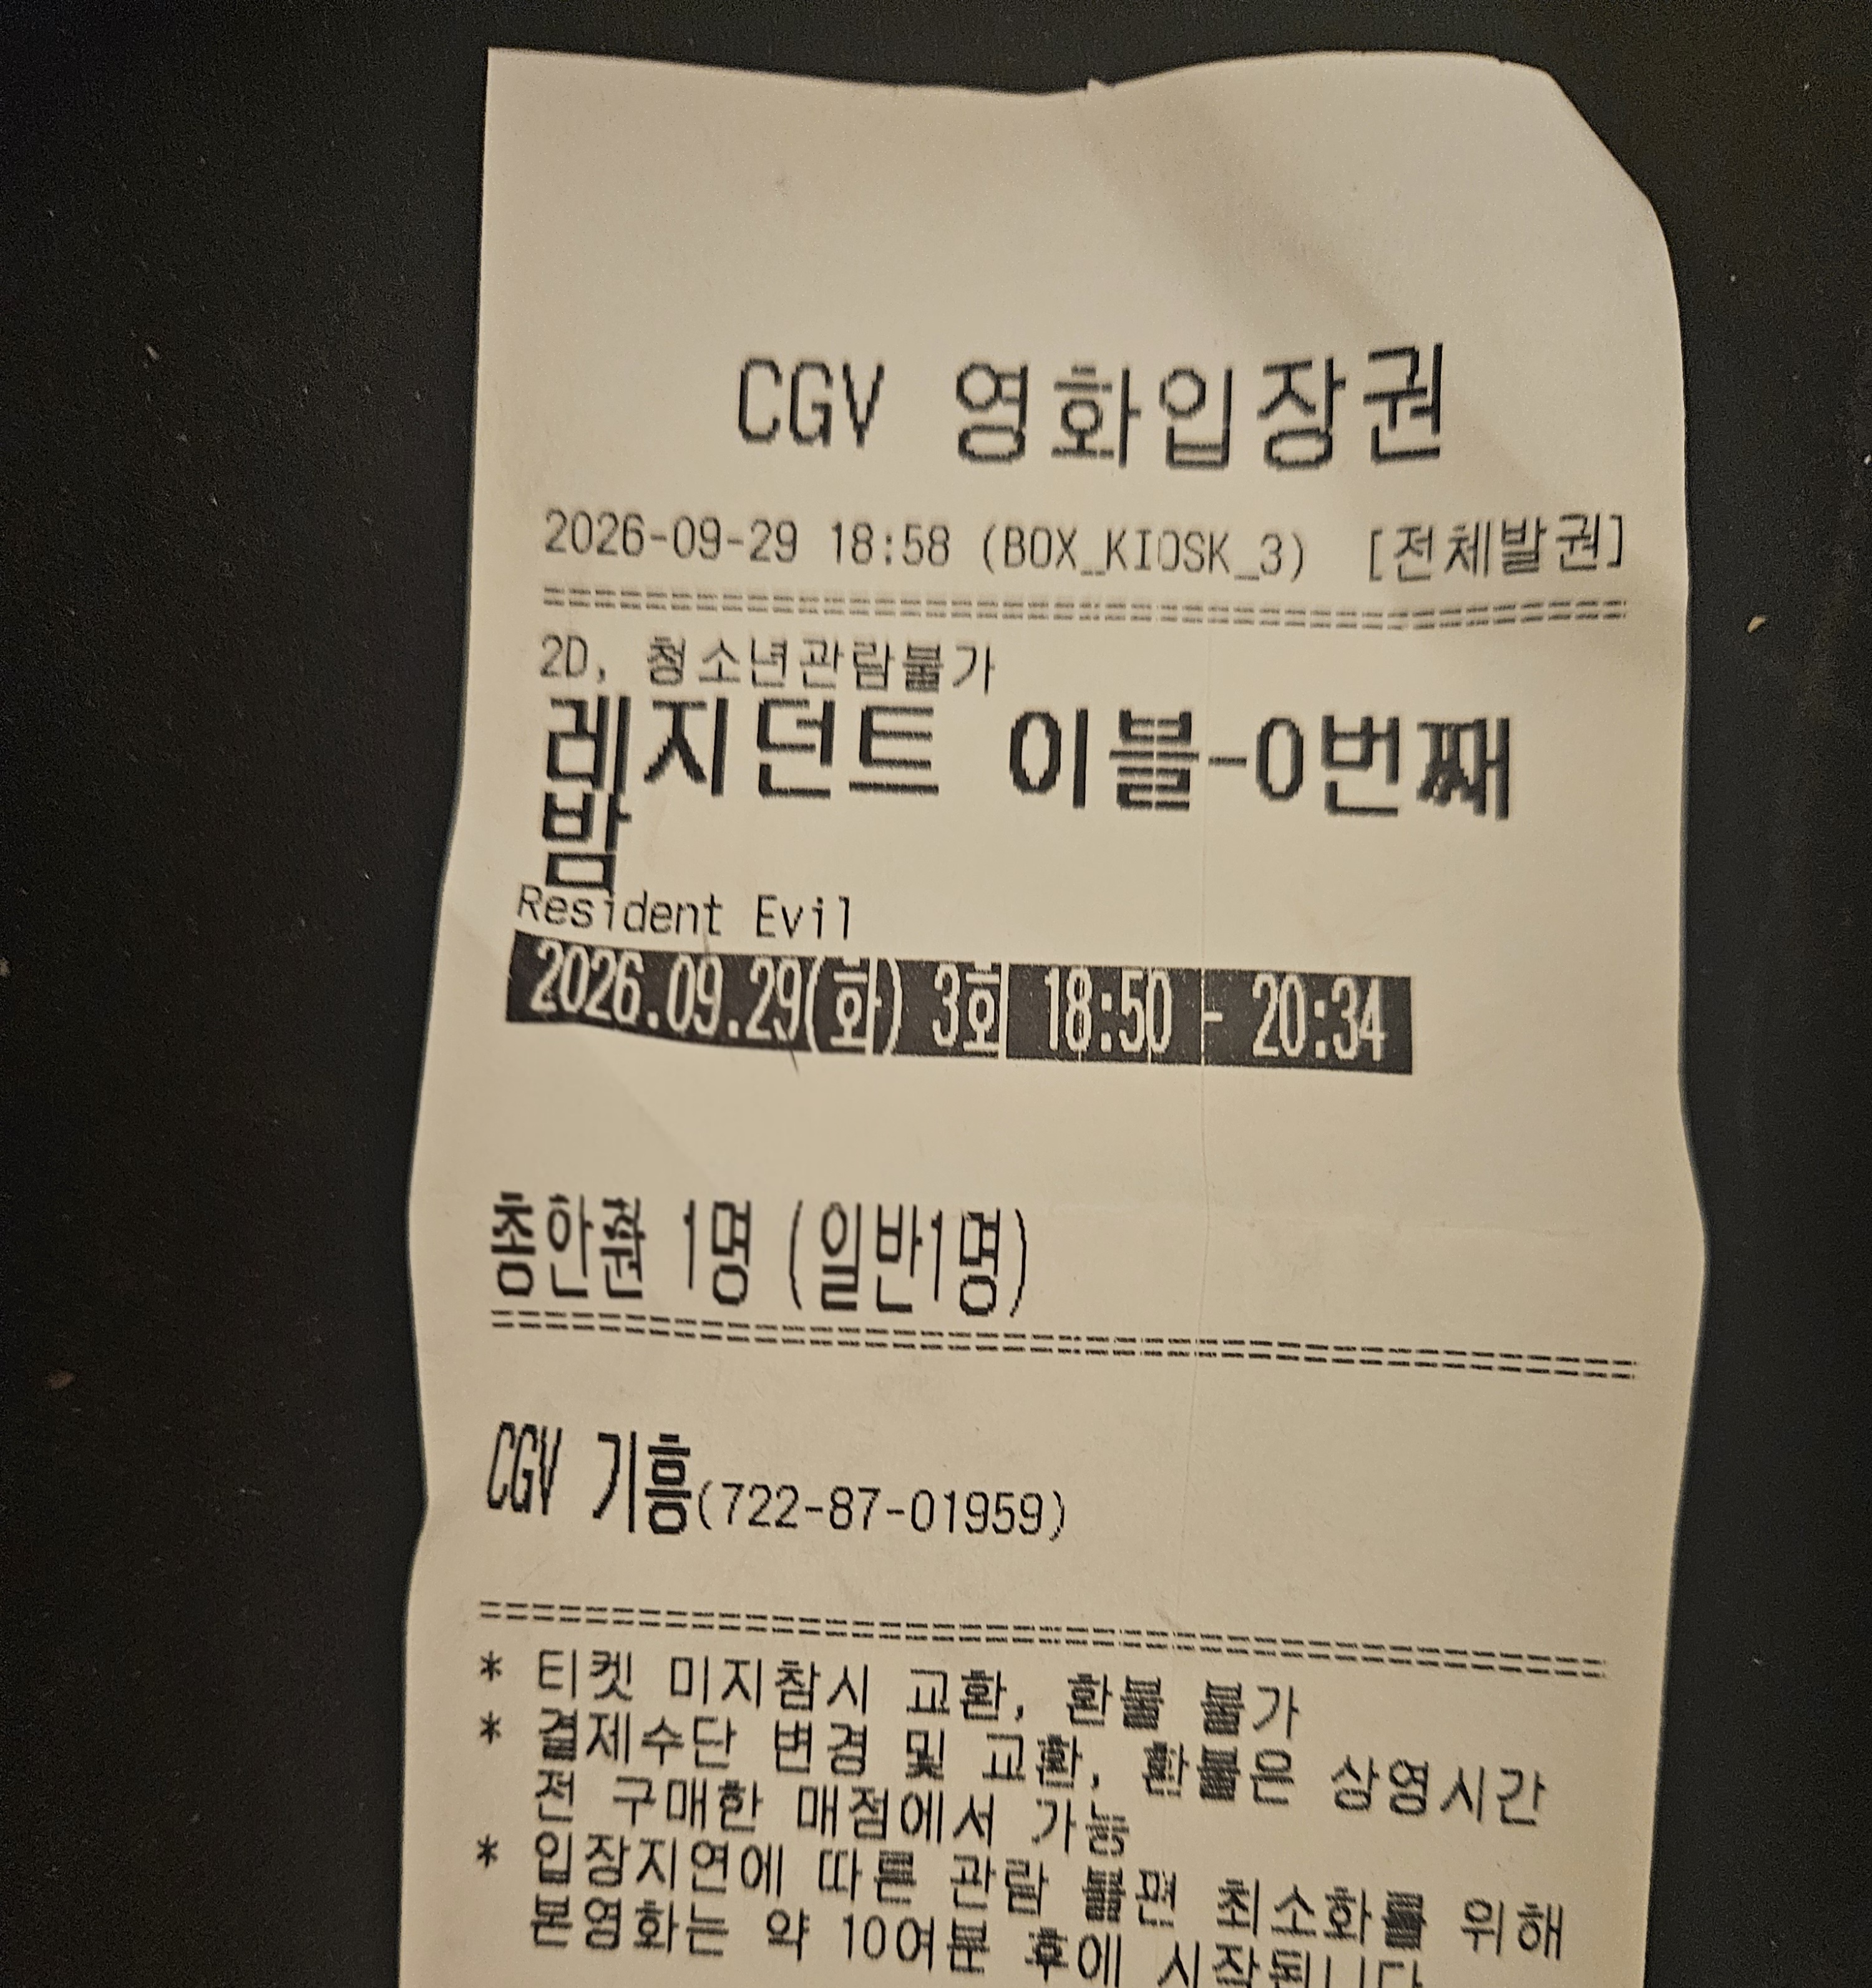 CGV 영화입장권
2026-09-29 18:58 (BOX_KIOSK_3) [전체발권]
2D, 청소년관람불가
레지던트 이블-0번째
밤
Resident Evil
2026.09.29(화) 3회 18:50 - 20:34
총인원 1명 (일반1명)
CGV 기흥(722-87-01959)
* 티켓 미지참시 교환, 환불 불가
* 결제수단 변경 및 교환, 환불은 상영시간
전 구매한 매점에서 가능
* 입장지연에 따른 관람 불편 최소화를 위해
본영화는 약 10여분 후에 시작됩니다